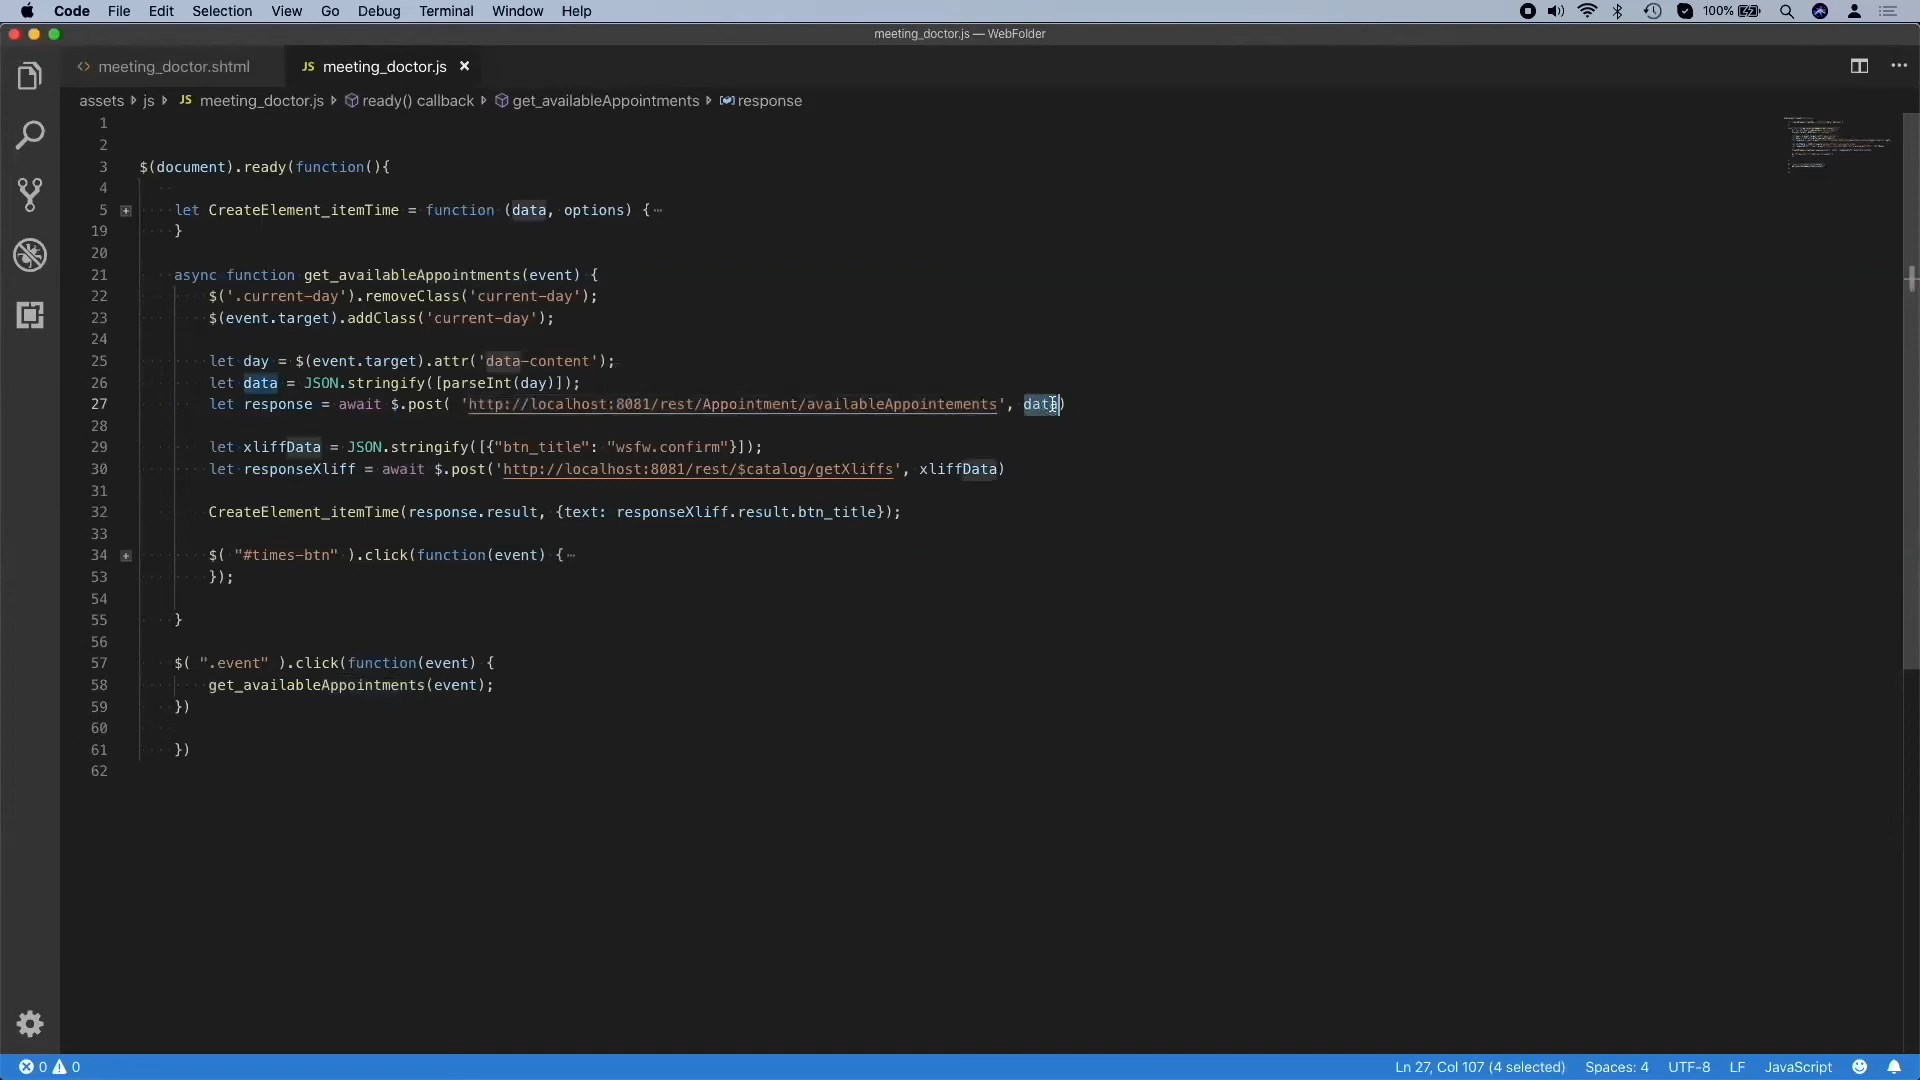 Code File Edit Selection View Go Debug Terminal Window Help 100%
meeting_doctor.js — WebFolder
<> meeting_doctor.shtml JS meeting_doctor.js ×
assets js JS meeting_doctor.js ready() callback get_availableAppointments response
1
2
3 $(document).ready(function(){
4
5 let CreateElement_itemTime = function (data, options) {⋯
19 }
20
21 async function get_availableAppointments(event) {
22 $('.current-day').removeClass('current-day');
23 $(event.target).addClass('current-day');
24
25 let day = $(event.target).attr('data-content');
26 let data = JSON.stringify([parseInt(day)]);
27 let response = await $.post( 'http://localhost:8081/rest/Appointment/availableAppointements', data)
28
29 let xliffData = JSON.stringify([{"btn_title": "wsfw.confirm"}]);
30 let responseXliff = await $.post('http://localhost:8081/rest/$catalog/getXliffs', xliffData)
31
32 CreateElement_itemTime(response.result, {text: responseXliff.result.btn_title});
33
34 $( "#times-btn" ).click(function(event) {⋯
53 });
54
55 }
56
57 $( ".event" ).click(function(event) {
58 get_availableAppointments(event);
59 })
60
61 })
62
0 0 Ln 27, Col 107 (4 selected) Spaces: 4 UTF-8 LF JavaScript